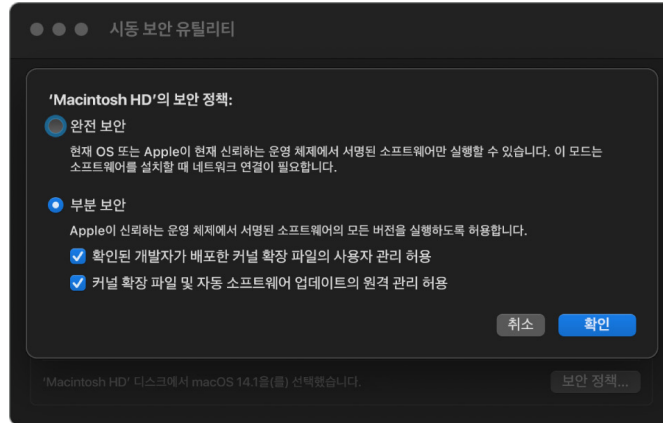 시동 보안 유틸리티
‘Macintosh HD’의 보안 정책:
완전 보안
현재 OS 또는 Apple이 현재 신뢰하는 운영 체제에서 서명된 소프트웨어만 실행할 수 있습니다. 이 모드는
소프트웨어를 설치할 때 네트워크 연결이 필요합니다.
부분 보안
Apple이 신뢰하는 운영 체제에서 서명된 소프트웨어의 모든 버전을 실행하도록 허용합니다.
확인된 개발자가 배포한 커널 확장 파일의 사용자 관리 허용
커널 확장 파일 및 자동 소프트웨어 업데이트의 원격 관리 허용
취소 확인
‘Macintosh HD’ 디스크에서 macOS 14.1을(를) 선택했습니다. 보안 정책...